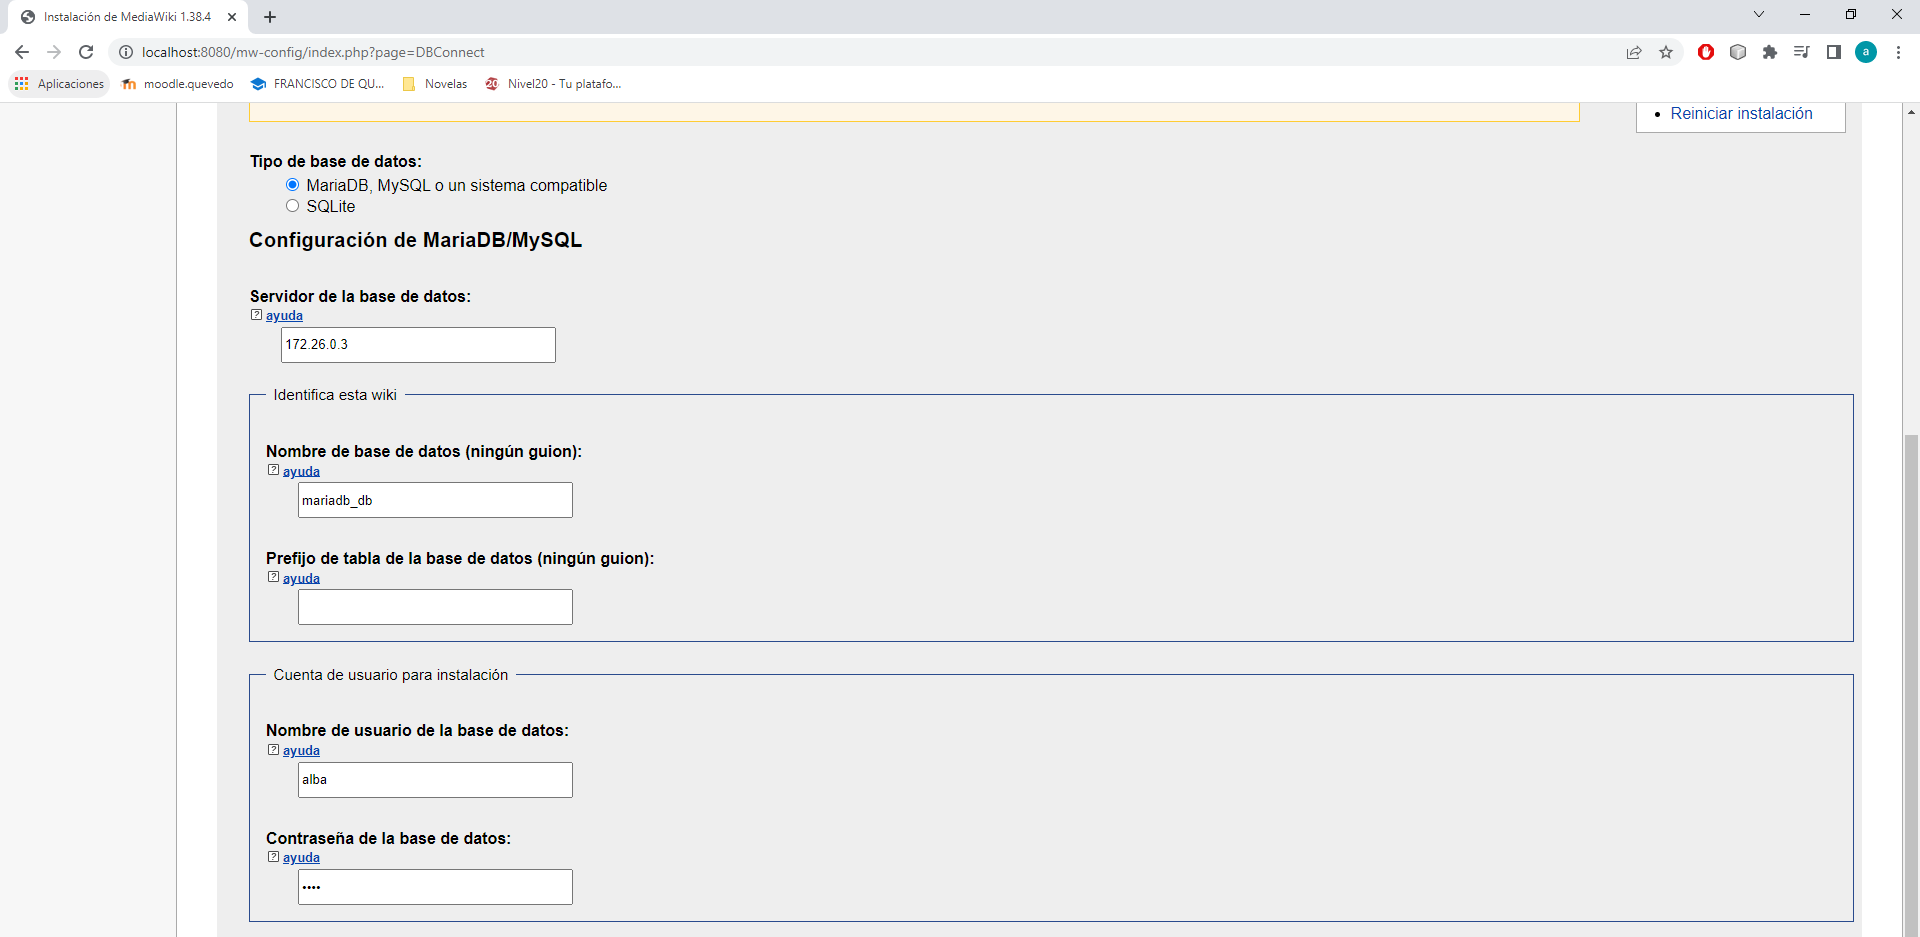 Instalación de MediaWiki 1.38.4
localhost:8080/mw-config/index.php?page=DBConnect
a
Aplicaciones moodle.quevedo FRANCISCO DE QU... Novelas 20 Nivel20 - Tu platafo...
Reiniciar instalación
Tipo de base de datos:
MariaDB, MySQL o un sistema compatible
SQLite
Configuración de MariaDB/MySQL
Servidor de la base de datos:
? ayuda
172.26.0.3
Identifica esta wiki
Nombre de base de datos (ningún guion):
? ayuda
mariadb_db
Prefijo de tabla de la base de datos (ningún guion):
? ayuda
Cuenta de usuario para instalación
Nombre de usuario de la base de datos:
? ayuda
alba
Contraseña de la base de datos:
? ayuda
••••